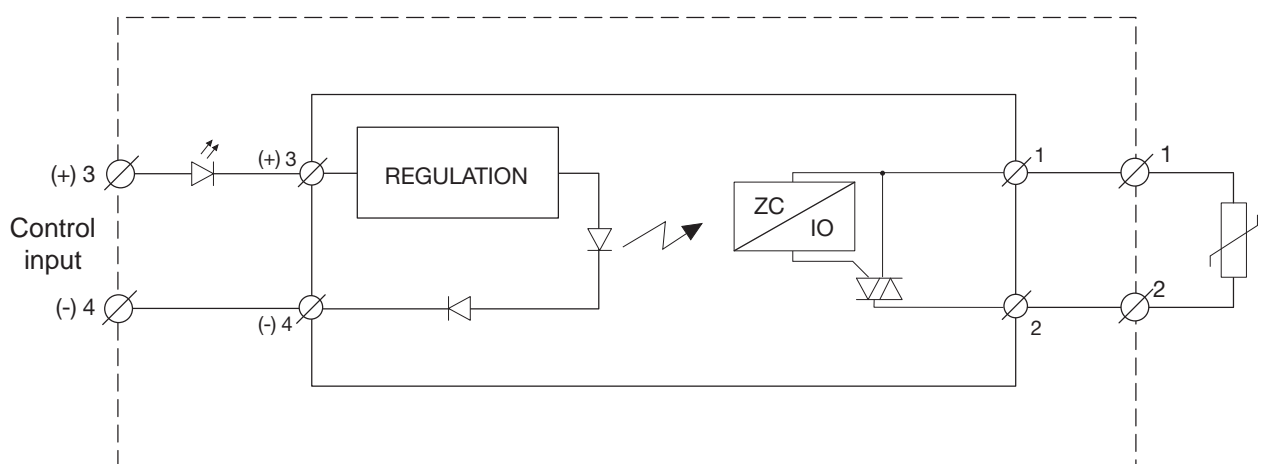 (+) 3
(+) 3
REGULATION
1
1
ZC
IO
Control
input
(-) 4
(-) 4
2
2